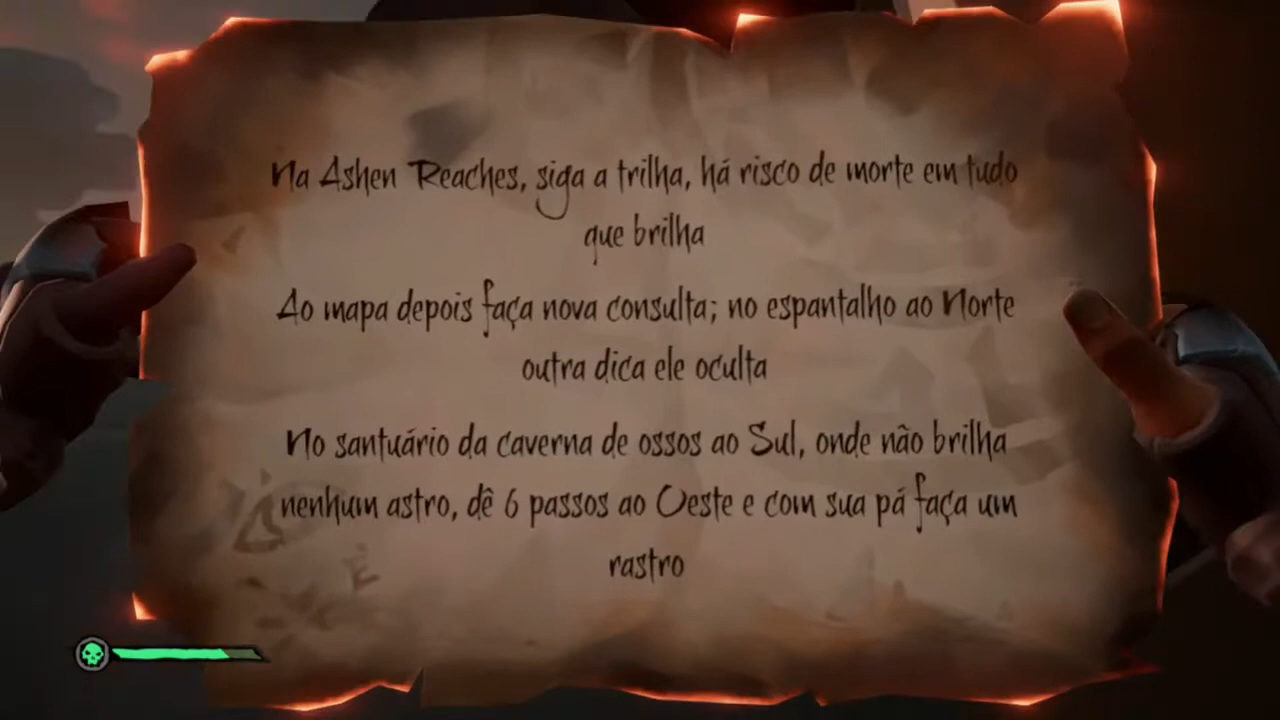 Na Ashen Reaches, siga a trilha, há risco de morte em tudo
que brilha
Ao mapa depois faça nova consulta; no espantalho ao Norte
outra dica ele oculta
No santuário da caverna de ossos ao Sul, onde não brilha
nenhum astro, dê 6 passos ao Oeste e com sua pá faça um
rastro